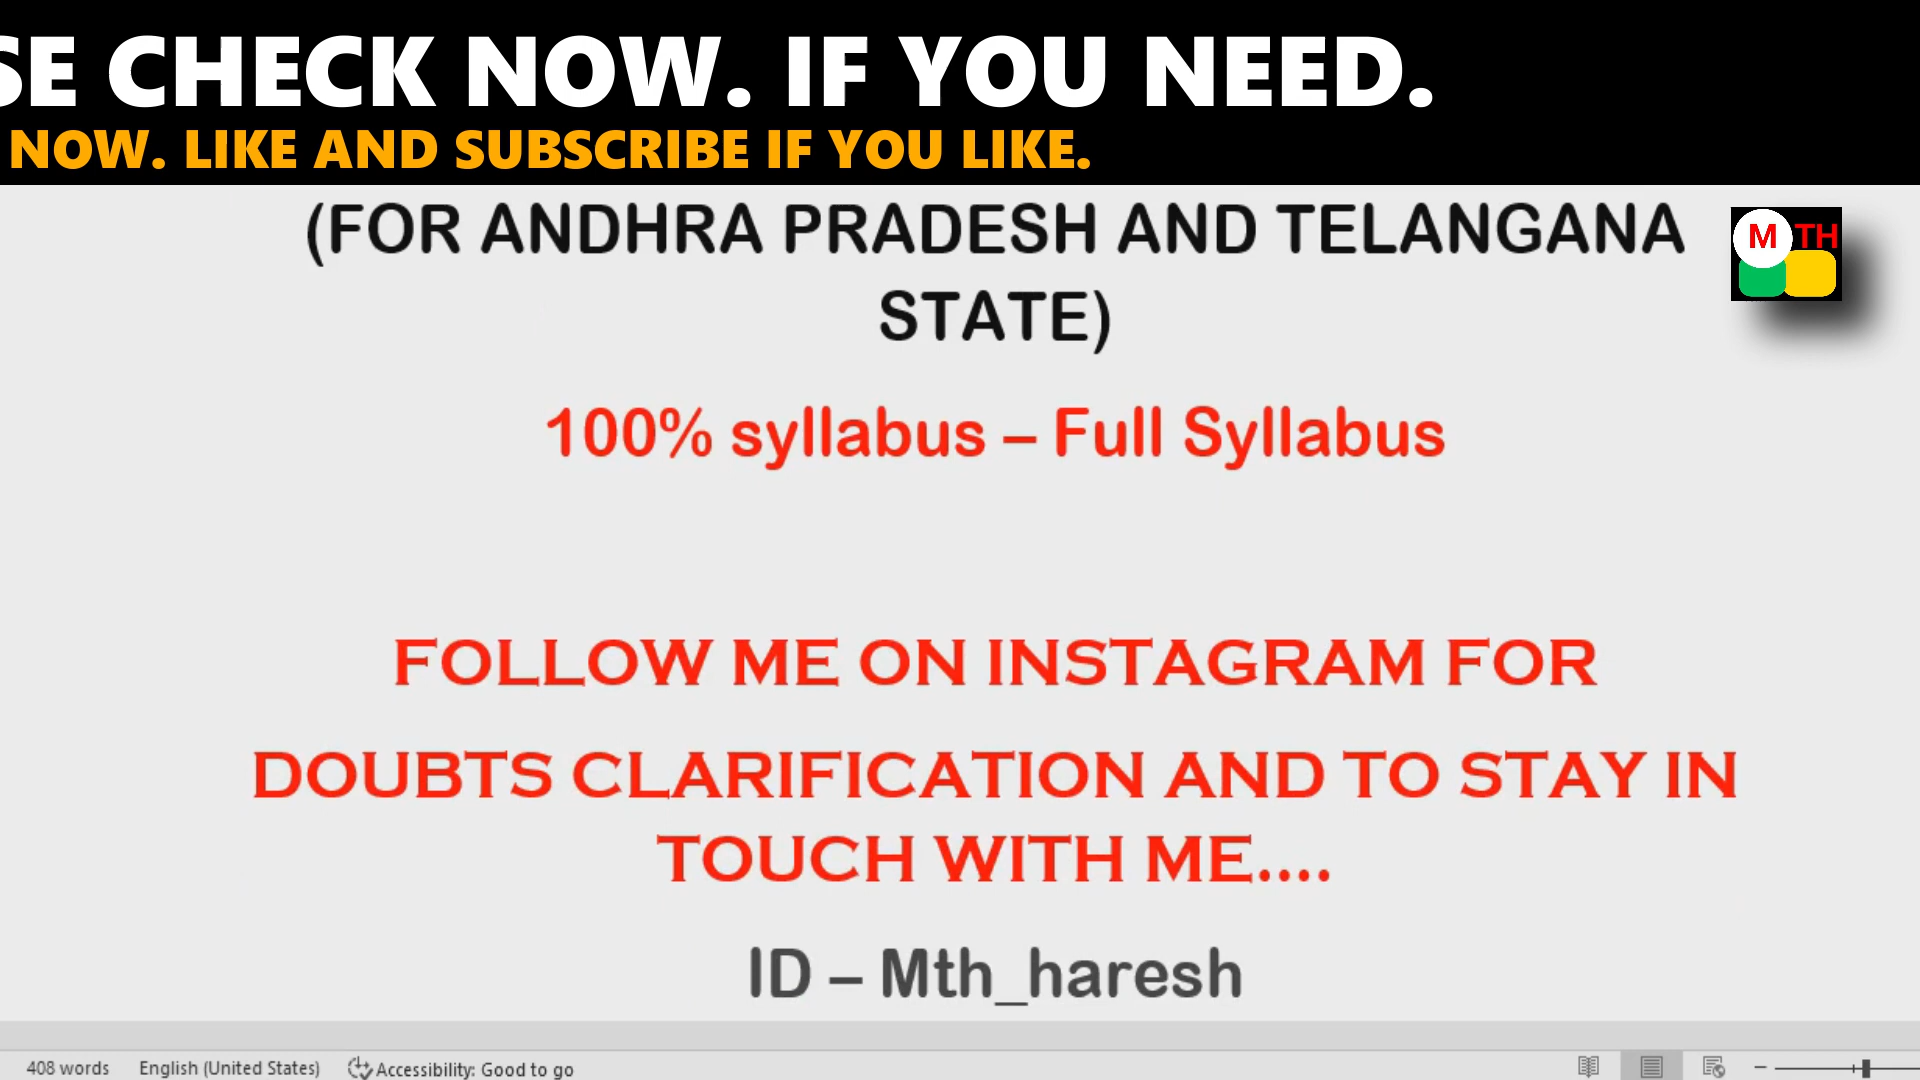 SE CHECK NOW. IF YOU NEED.
NOW. LIKE AND SUBSCRIBE IF YOU LIKE.
(FOR ANDHRA PRADESH AND TELANGANA
STATE)
M TH
100% syllabus – Full Syllabus
FOLLOW ME ON INSTAGRAM FOR
DOUBTS CLARIFICATION AND TO STAY IN
TOUCH WITH ME....
ID – Mth_haresh
408 words English (United States) Accessibility: Good to go